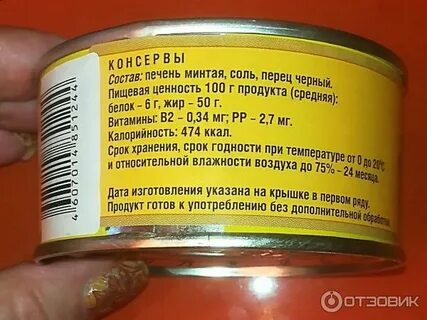 КОНСЕРВЫ
Состав: печень минтая, соль, перец черный.
Пищевая ценность 100 г продукта (средняя):
белок – 6 г, жир – 50 г.
Витамины: В2 – 0,34 мг; РР – 2,7 мг.
Калорийность: 474 ккал.
Срок хранения, срок годности при температуре от 0 до 20°С
и относительной влажности воздуха до 75% – 24 месяца.
Дата изготовления указана на крышке в первом ряду.
Продукт готов к употреблению без дополнительной обработки
4607014851244
ОТЗОВИК